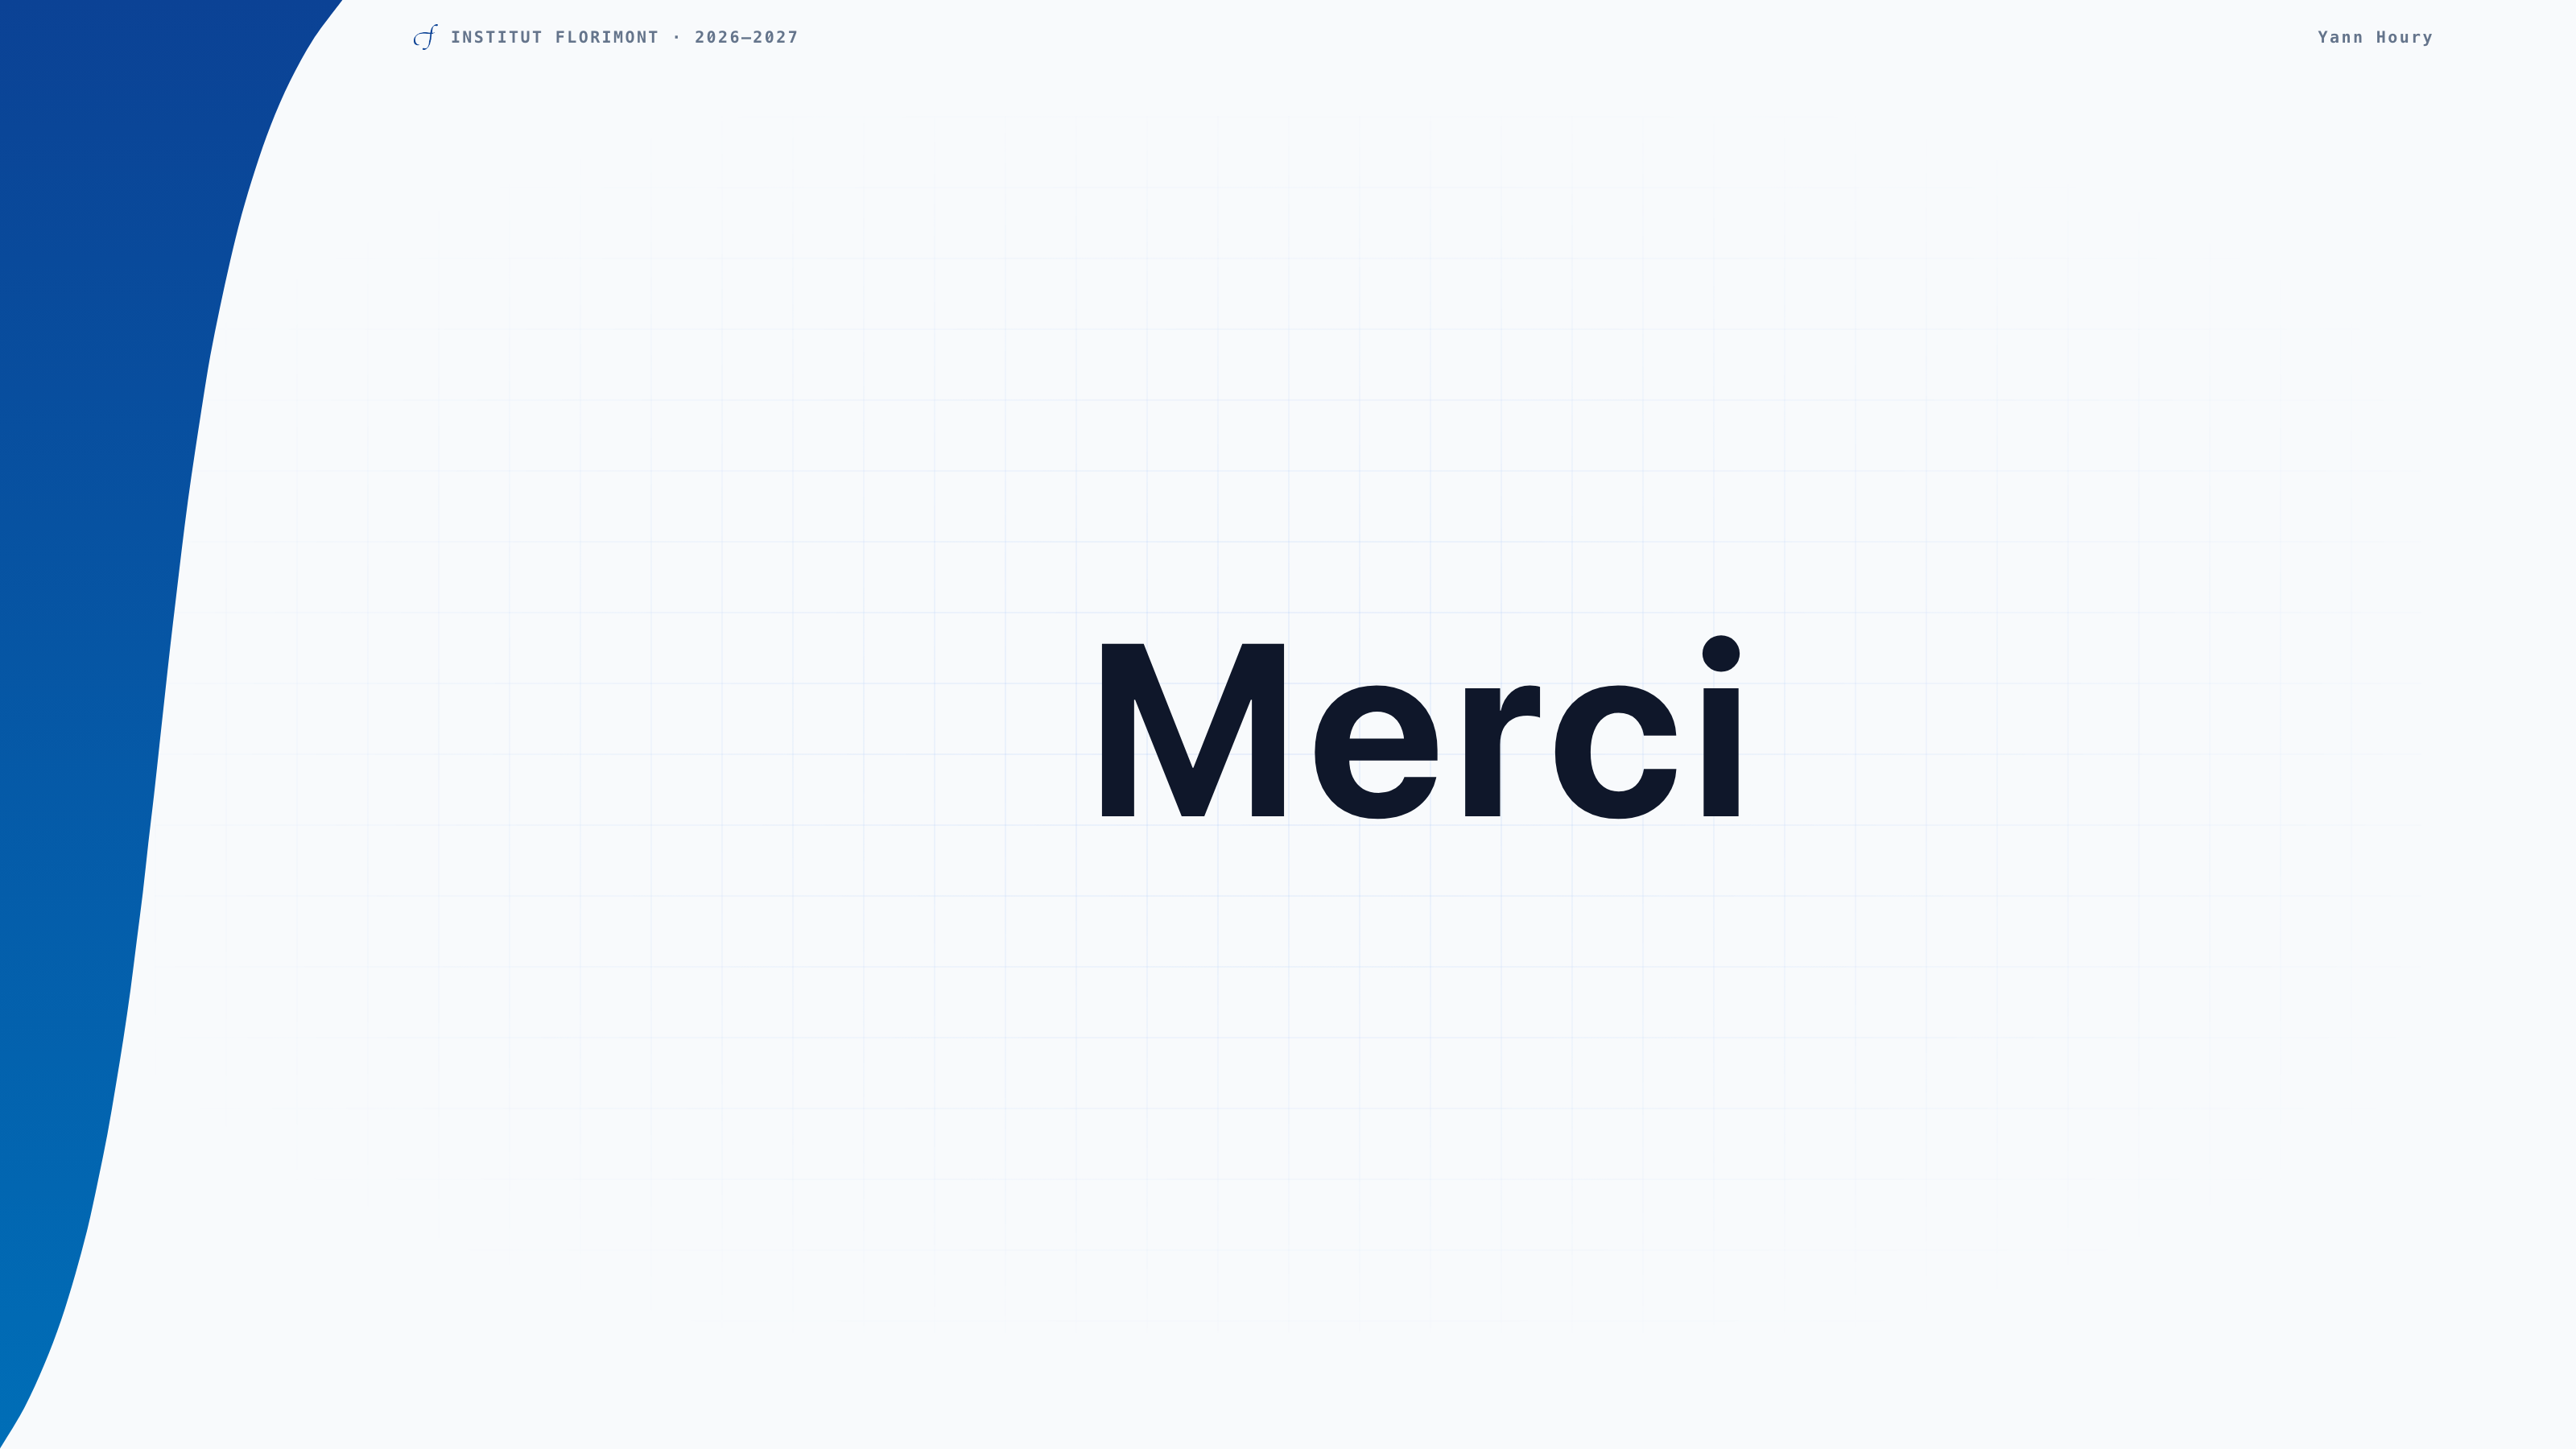 INSTITUT FLORIMONT · 2026–2027
Yann Houry
Merci